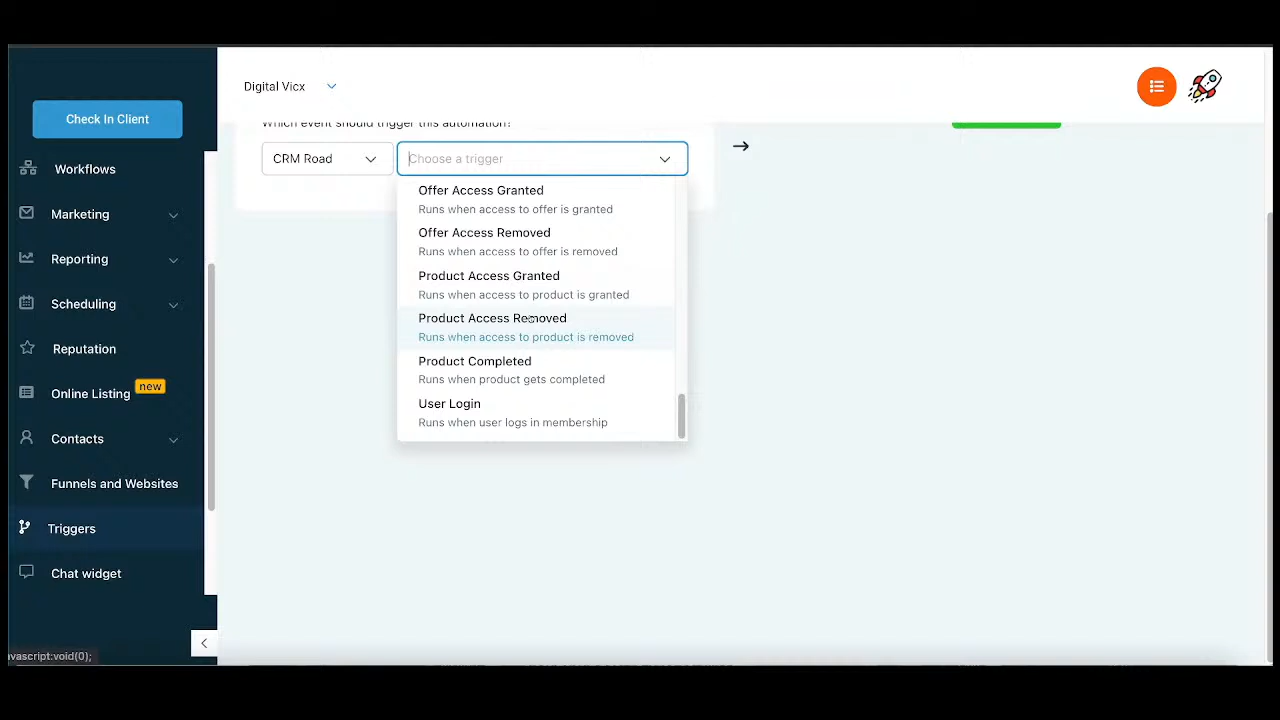 Digital Vicx
Check In Client
Workflows
Marketing
Reporting
Scheduling
Reputation
Online Listing new
Contacts
Funnels and Websites
Triggers
Chat widget
avascript:void(0);
Which event should trigger this automation?
CRM Road
Choose a trigger
Offer Access Granted
Runs when access to offer is granted
Offer Access Removed
Runs when access to offer is removed
Product Access Granted
Runs when access to product is granted
Product Access Removed
Runs when access to product is removed
Product Completed
Runs when product gets completed
User Login
Runs when user logs in membership